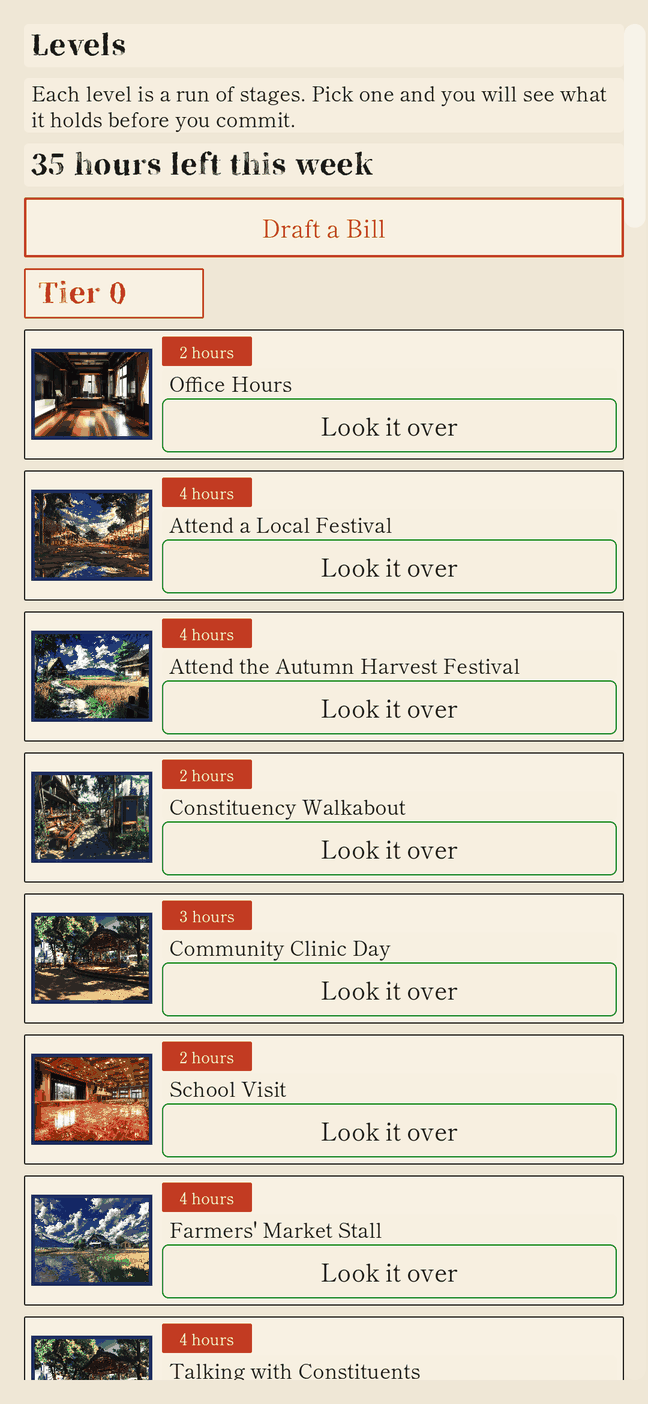 Levels
Each level is a run of stages. Pick one and you will see what
it holds before you commit.
35 hours left this week
Draft a Bill
Tier 0
2 hours
Office Hours
Look it over
4 hours
Attend a Local Festival
Look it over
4 hours
Attend the Autumn Harvest Festival
Look it over
2 hours
Constituency Walkabout
Look it over
3 hours
Community Clinic Day
Look it over
2 hours
School Visit
Look it over
4 hours
Farmers' Market Stall
Look it over
4 hours
Talking with Constituents